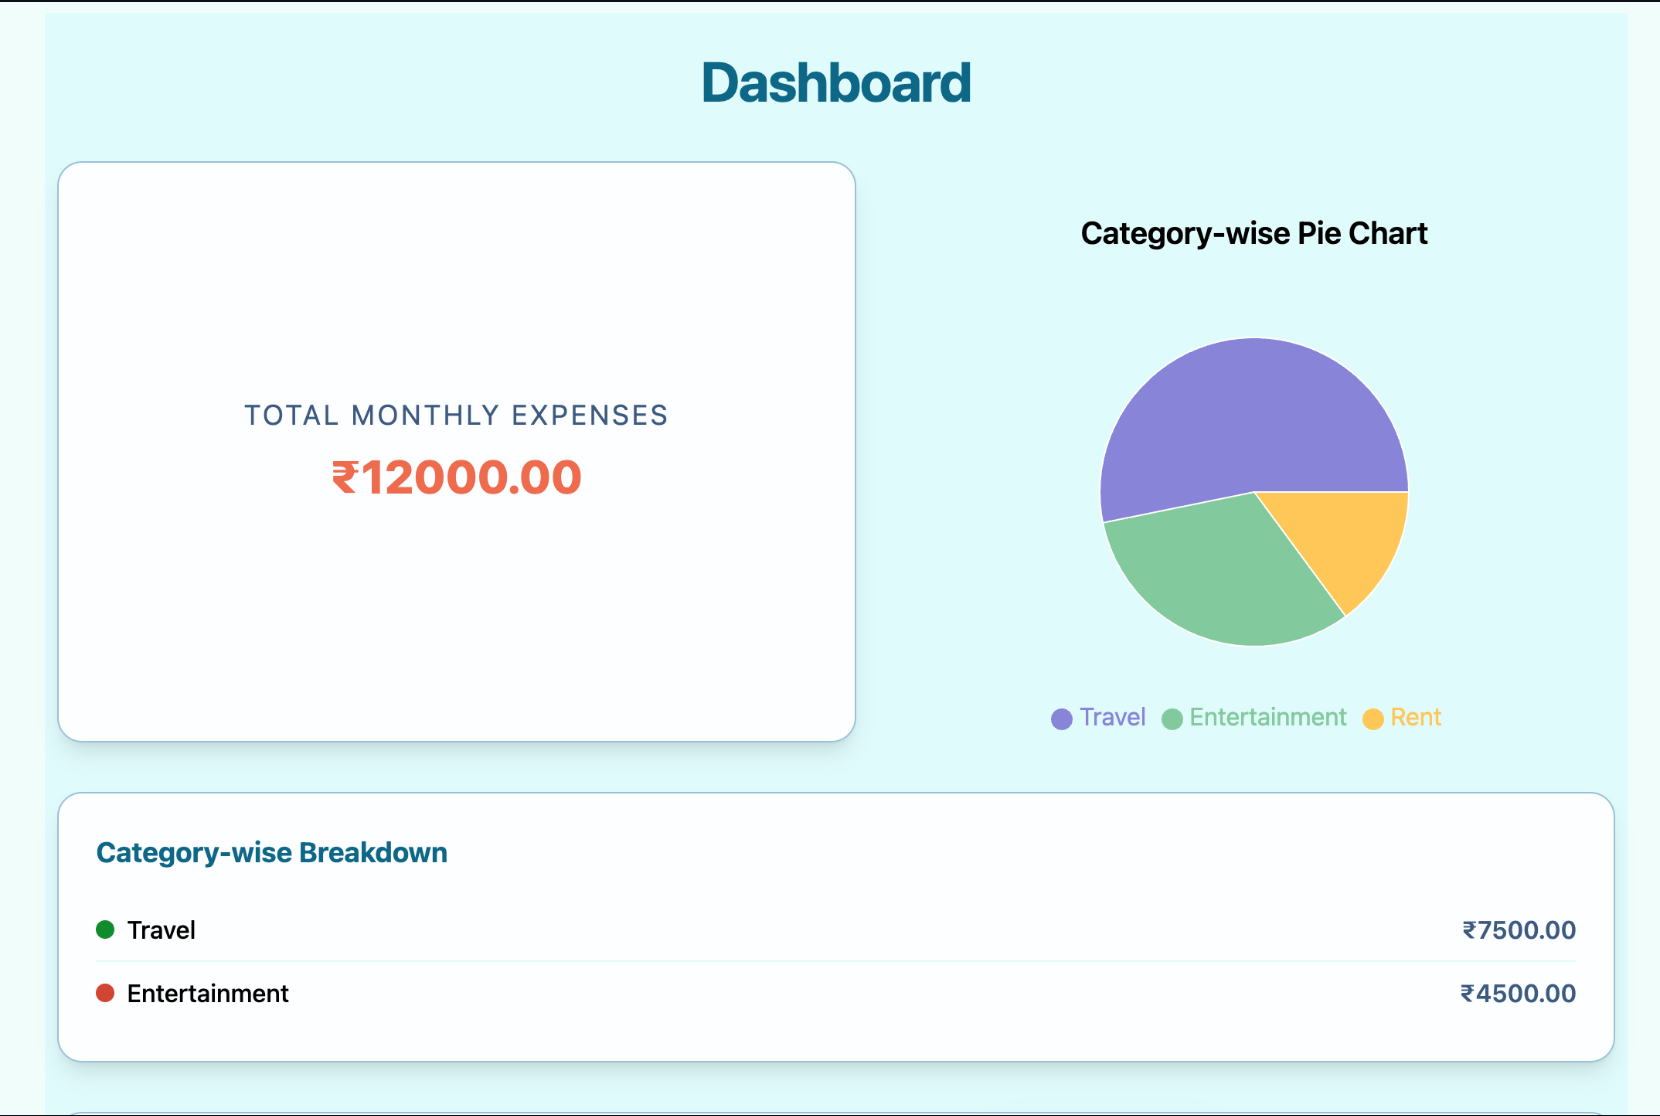 Dashboard
TOTAL MONTHLY EXPENSES
₹12000.00
Category-wise Pie Chart
Travel Entertainment Rent
Category-wise Breakdown
Travel ₹7500.00
Entertainment ₹4500.00